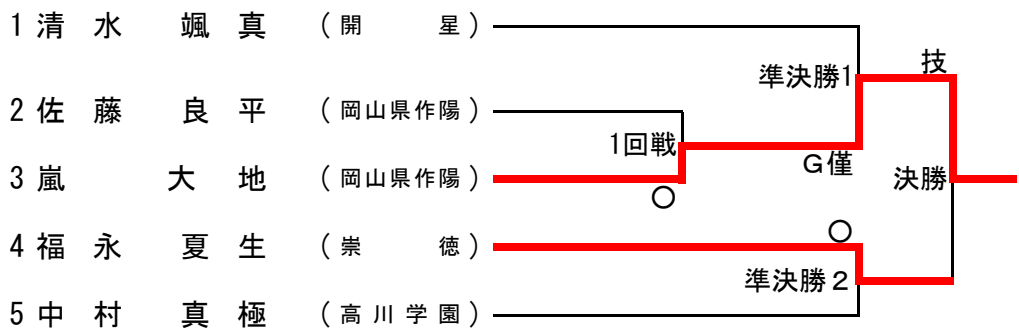 1 清水 颯真 (開星)
技
準決勝1
2 佐藤 良平 (岡山県作陽)
1回戦
G僅
3 嵐 大地 (岡山県作陽)
決勝
○
4 福永 夏生 (崇徳)
○
準決勝２
5 中村 真極 (高川学園)